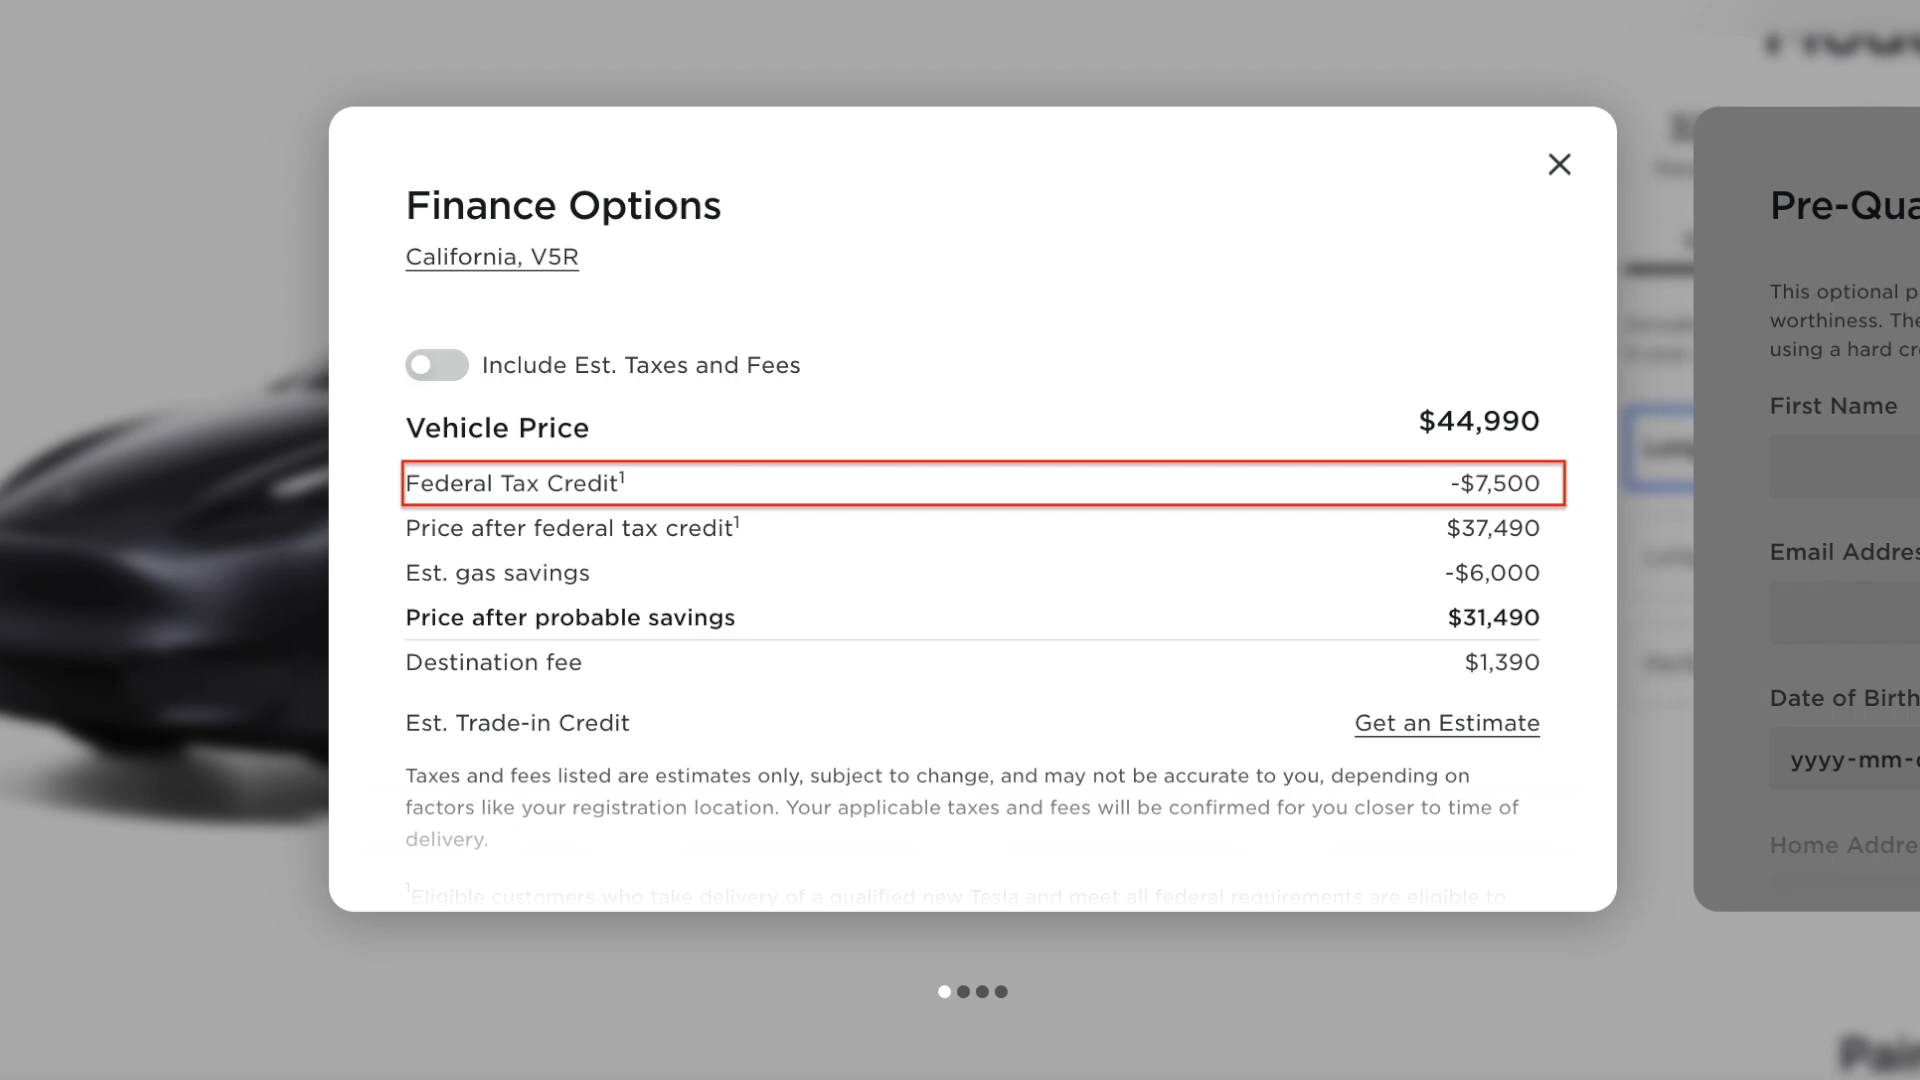 Finance Options
California, V5R
Include Est. Taxes and Fees
Vehicle Price $44,990
Federal Tax Credit¹ -$7,500
Price after federal tax credit¹ $37,490
Est. gas savings -$6,000
Price after probable savings $31,490
Destination fee $1,390
Est. Trade-in Credit Get an Estimate
Taxes and fees listed are estimates only, subject to change, and may not be accurate to you, depending on
factors like your registration location. Your applicable taxes and fees will be confirmed for you closer to time of
delivery.
¹Eligible customers who take delivery of a qualified new Tesla and meet all federal requirements are eligible to
Pre-Qua
This optional p
worthiness. The
using a hard cr
First Name
Email Addres
Date of Birth
yyyy-mm-
Home Addre